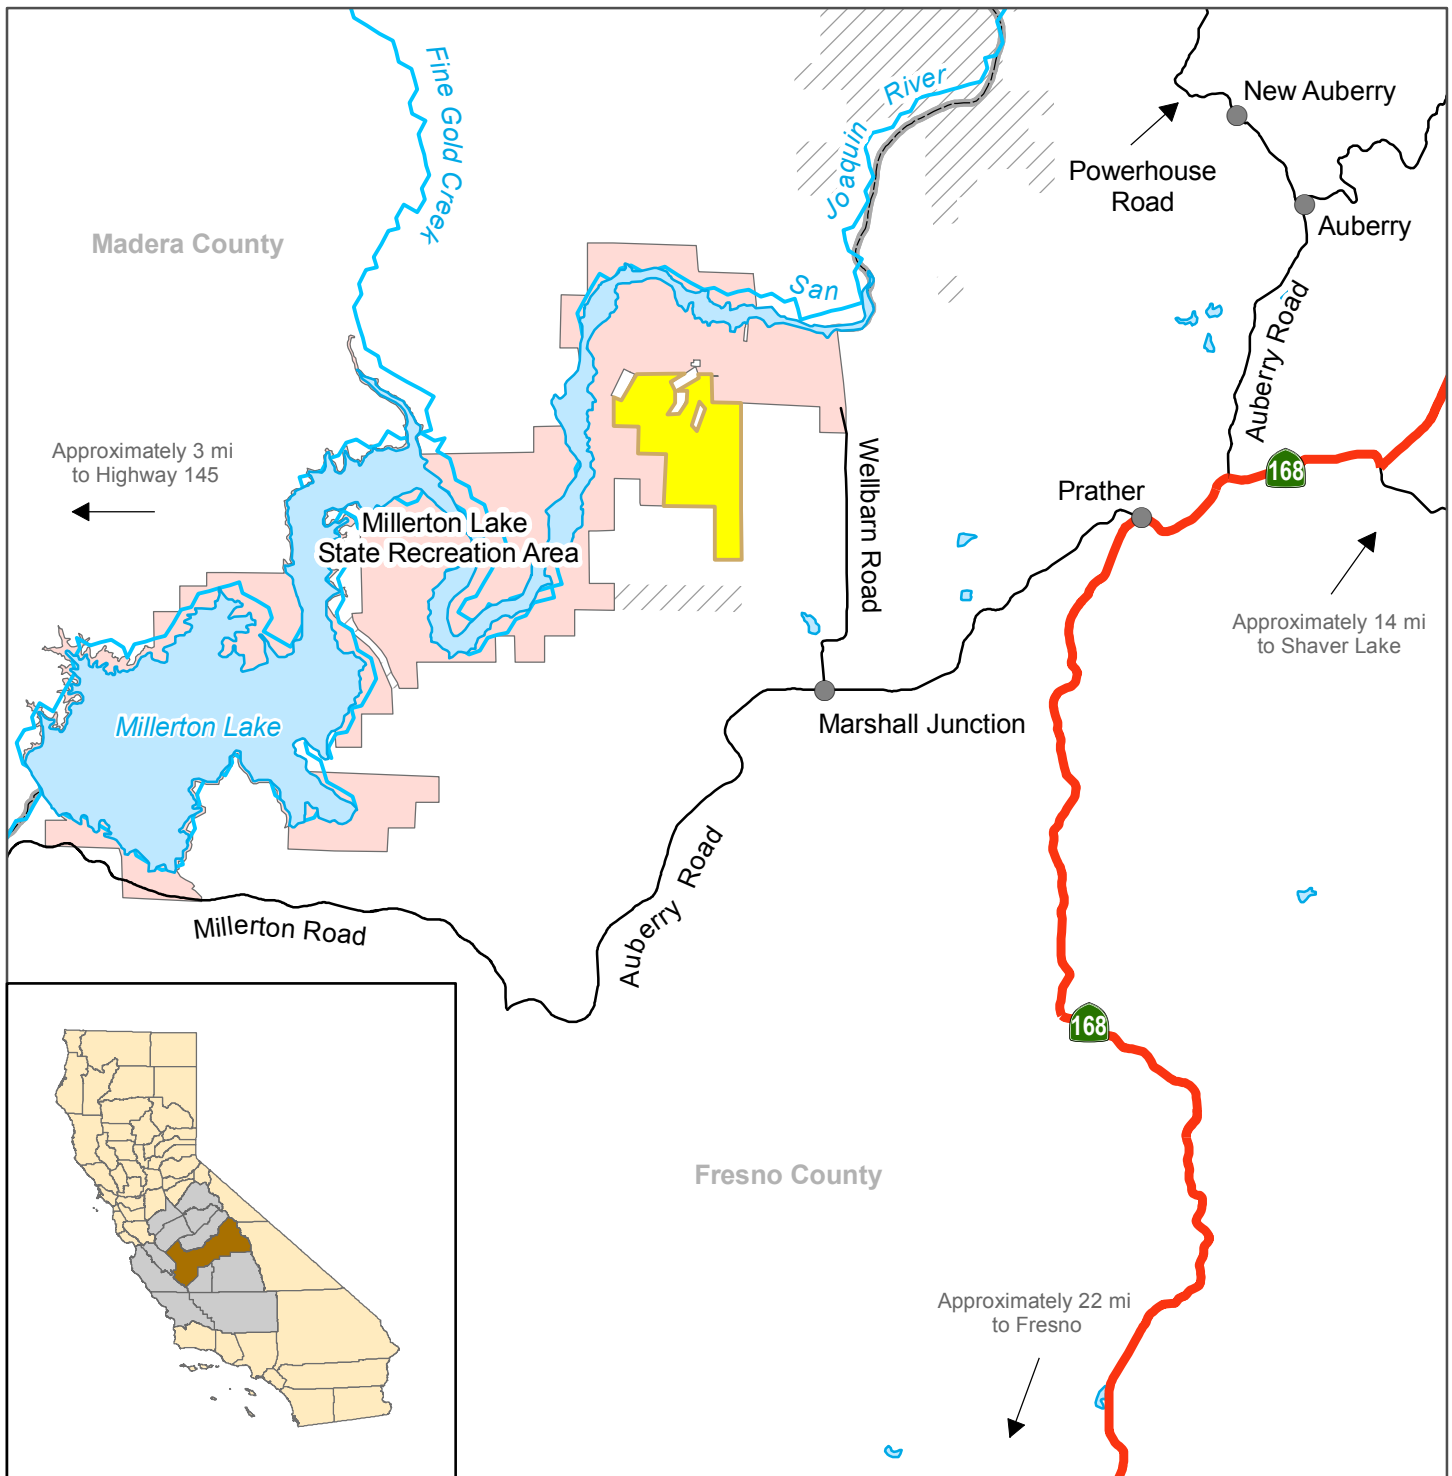 Fine Gold Creek
San Joaquin River
New Auberry
Powerhouse
Road
Auberry
Madera County
Auberry Road
Approximately 3 mi
to Highway 145
Wellbarn Road
168
Prather
Millerton Lake
State Recreation Area
Approximately 14 mi
to Shaver Lake
Millerton Lake
Marshall Junction
Auberry Road
Millerton Road
168
Fresno County
Approximately 22 mi
to Fresno